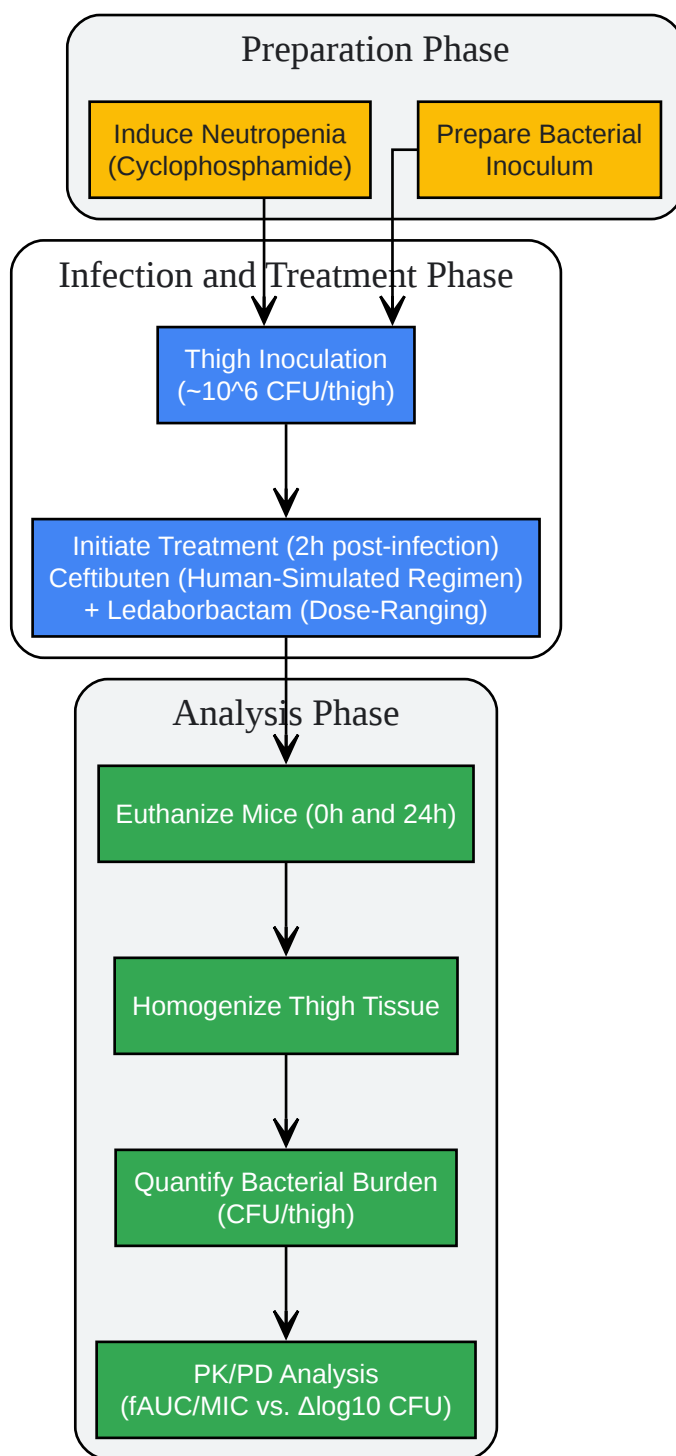 Preparation Phase
Induce Neutropenia
(Cyclophosphamide)
Prepare Bacterial
Inoculum
Infection and Treatment Phase
Thigh Inoculation
(~10^6 CFU/thigh)
Initiate Treatment (2h post-infection)
Ceftibuten (Human-Simulated Regimen)
+ Ledaborbactam (Dose-Ranging)
Analysis Phase
Euthanize Mice (0h and 24h)
Homogenize Thigh Tissue
Quantify Bacterial Burden
(CFU/thigh)
PK/PD Analysis
(fAUC/MIC vs. Δlog10 CFU)